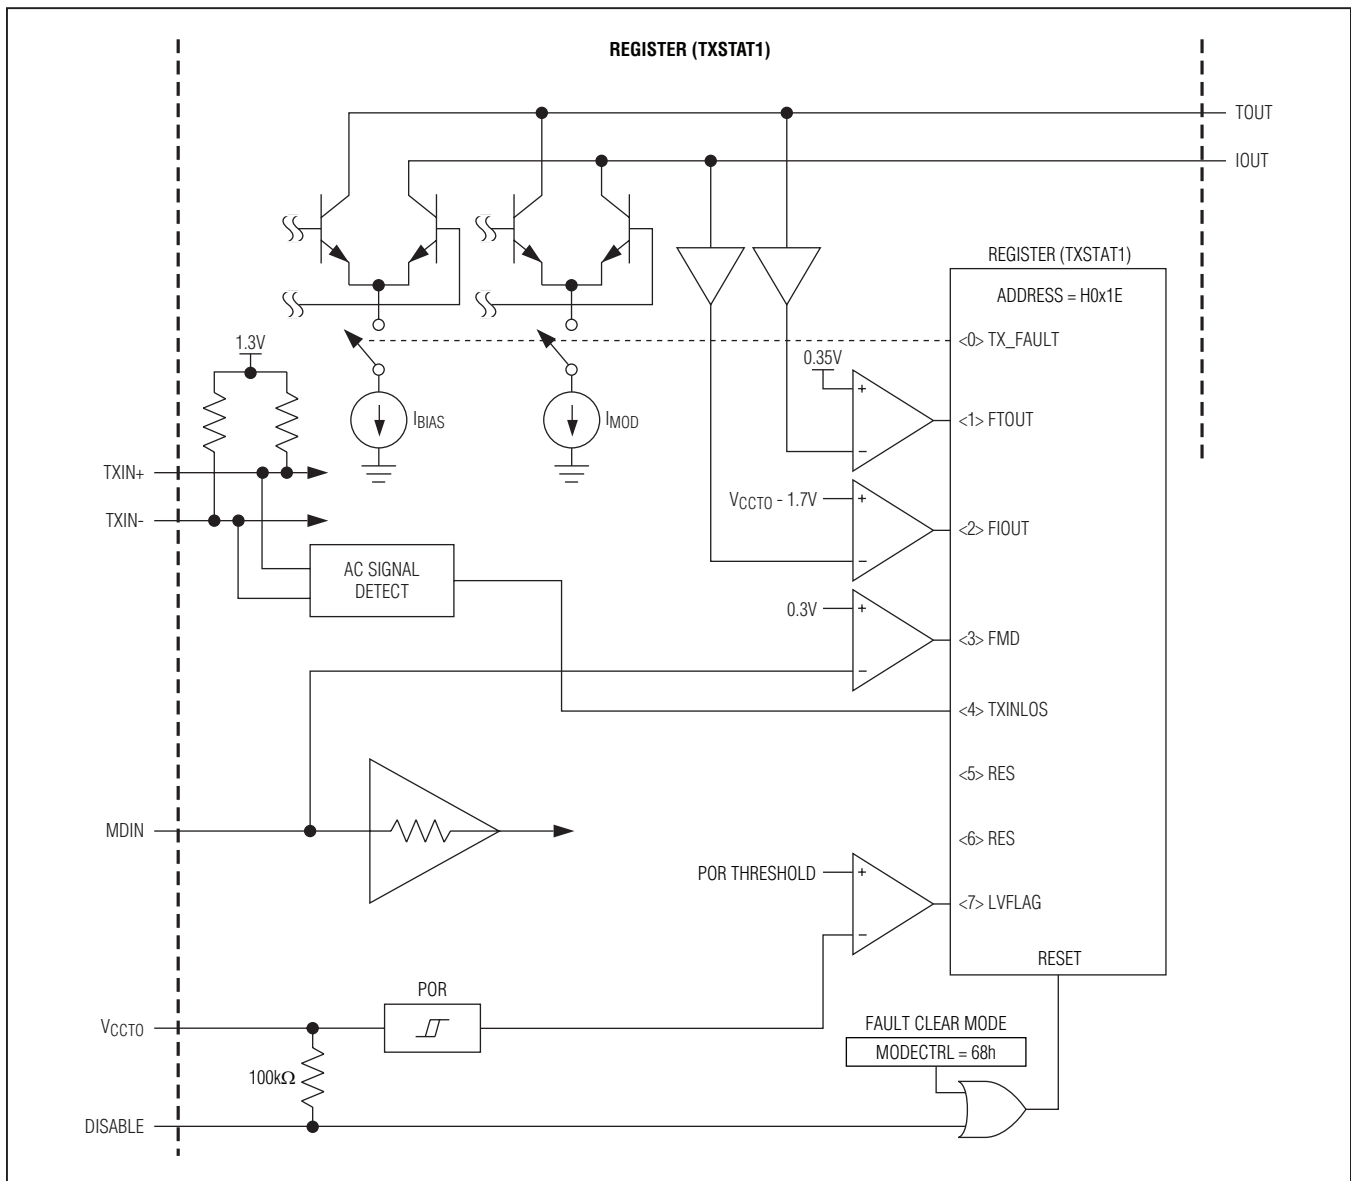 REGISTER (TXSTAT1)
TOUT
IOUT
REGISTER (TXSTAT1)
ADDRESS = H0x1E
1.3V
<0> TX_FAULT
0.35V
+
IBIAS
IMOD
<1> FTOUT
−
TXIN+
VCCTO - 1.7V
+
TXIN-
<2> FIOUT
−
AC SIGNAL
DETECT
0.3V
+
<3> FMD
−
<4> TXINLOS
<5> RES
MDIN
<6> RES
POR THRESHOLD
+
<7> LVFLAG
−
RESET
POR
VCCTO
FAULT CLEAR MODE
MODECTRL = 68h
100kΩ
DISABLE